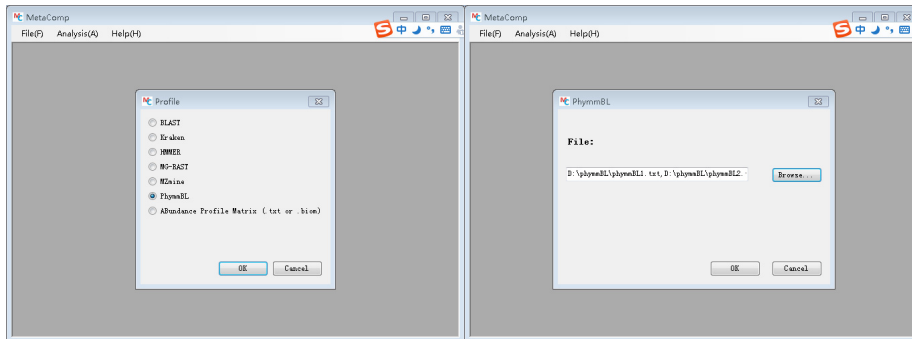 MetaComp
File(F) Analysis(A) Help(H)
中
Profile
BLAST
Kraken
HMMER
MG-RAST
MZmine
PhymmBL
ABundance Profile Matrix (.txt or .biom)
OK Cancel
MetaComp
File(F) Analysis(A) Help(H)
中
PhymmBL
File:
D:\phymmBL\phymmBL1.txt,D:\phymmBL\phymmBL2.
Browse...
OK Cancel